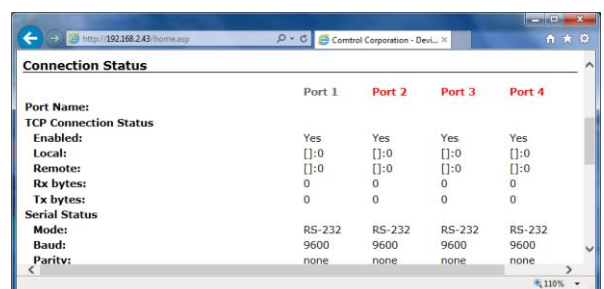 http://192.168.2.43/home.asp
Comtrol Corporation - Devi...
Connection Status
Port 1 Port 2 Port 3 Port 4
Port Name:
TCP Connection Status
Enabled: Yes Yes Yes Yes
Local: []:0 []:0 []:0 []:0
Remote: []:0 []:0 []:0 []:0
Rx bytes: 0 0 0 0
Tx bytes: 0 0 0 0
Serial Status
Mode: RS-232 RS-232 RS-232 RS-232
Baud: 9600 9600 9600 9600
Parity: none none none none
110%